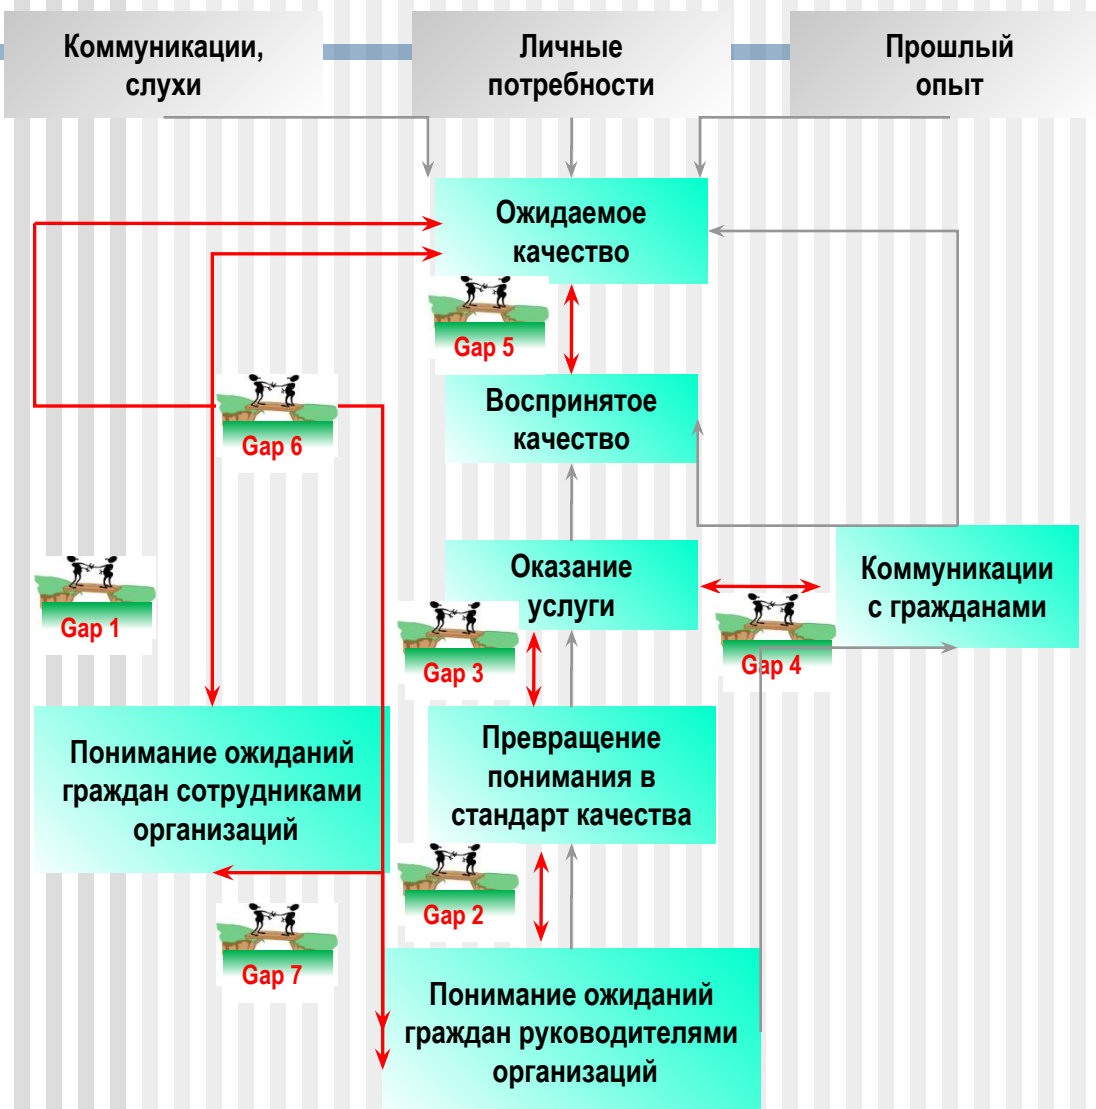 Коммуникации,
слухи
Личные
потребности
Прошлый
опыт
Ожидаемое
качество
Gap 5
Воспринятое
качество
Gap 6
Gap 1
Оказание
услуги
Коммуникации
с гражданами
Gap 3
Gap 4
Понимание ожиданий
граждан сотрудниками
организаций
Превращение
понимания в
стандарт качества
Gap 2
Gap 7
Понимание ожиданий
граждан руководителями
организаций